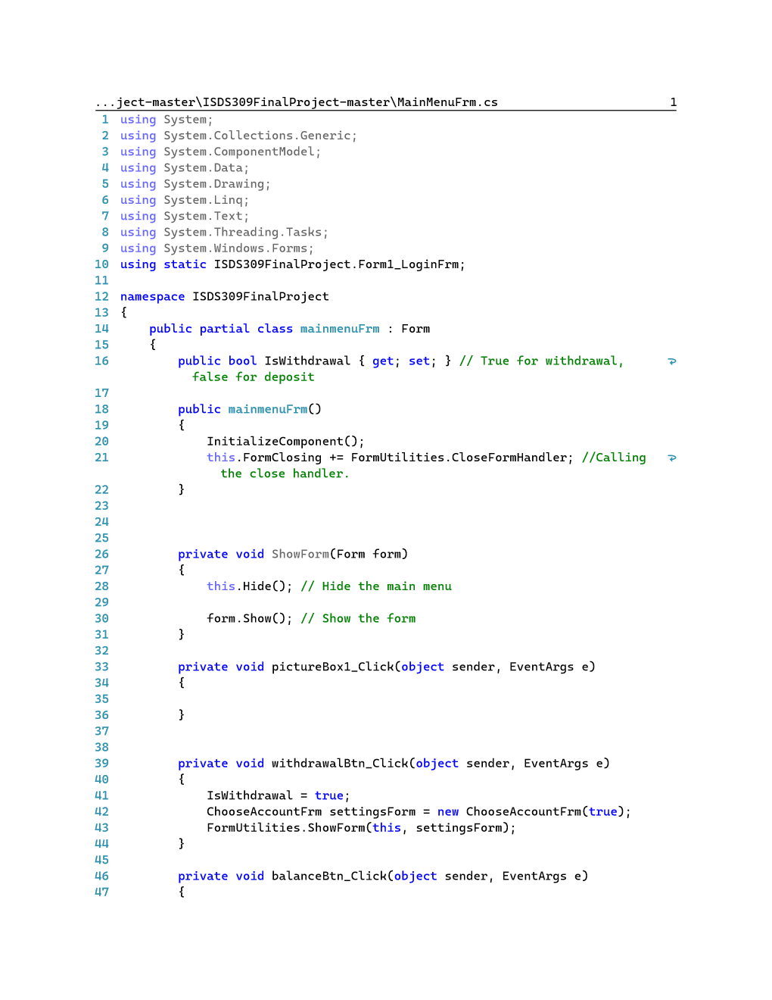 ...ject-master\ISDS309FinalProject-master\MainMenuFrm.cs 1
1 using System;
2 using System.Collections.Generic;
3 using System.ComponentModel;
4 using System.Data;
5 using System.Drawing;
6 using System.Linq;
7 using System.Text;
8 using System.Threading.Tasks;
9 using System.Windows.Forms;
10 using static ISDS309FinalProject.Form1_LoginFrm;
11
12 namespace ISDS309FinalProject
13 {
14     public partial class mainmenuFrm : Form
15     {
16         public bool IsWithdrawal { get; set; } // True for withdrawal,
          false for deposit
17
18         public mainmenuFrm()
19         {
20             InitializeComponent();
21             this.FormClosing += FormUtilities.CloseFormHandler; //Calling
              the close handler.
22         }
23
24
25
26         private void ShowForm(Form form)
27         {
28             this.Hide(); // Hide the main menu
29
30             form.Show(); // Show the form
31         }
32
33         private void pictureBox1_Click(object sender, EventArgs e)
34         {
35
36         }
37
38
39         private void withdrawalBtn_Click(object sender, EventArgs e)
40         {
41             IsWithdrawal = true;
42             ChooseAccountFrm settingsForm = new ChooseAccountFrm(true);
43             FormUtilities.ShowForm(this, settingsForm);
44         }
45
46         private void balanceBtn_Click(object sender, EventArgs e)
47         {